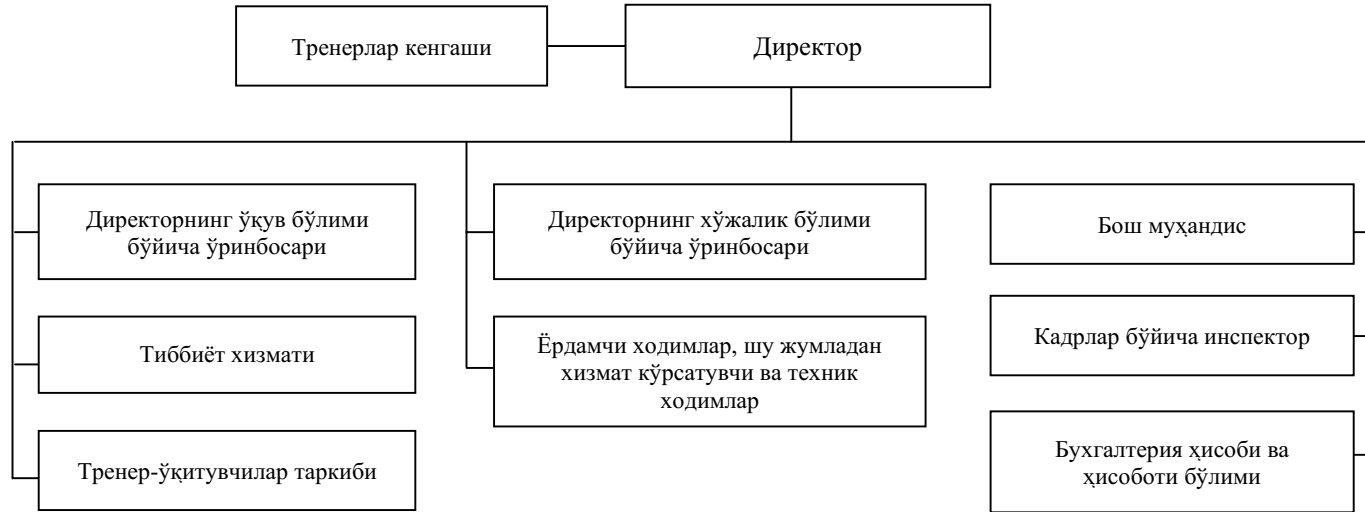 Тренерлар кенгаши
Директор
Директорнинг ўқув бўлими
бўйича ўринбосари
Тиббиёт хизмати
Тренер-ўқитувчилар таркиби
Директорнинг хўжалик бўлими
бўйича ўринбосари
Ёрдамчи ходимлар, шу жумладан
хизмат кўрсатувчи ва техник
ходимлар
Бош муҳандис
Кадрлар бўйича инспектор
Бухгалтерия ҳисоби ва
ҳисоботи бўлими